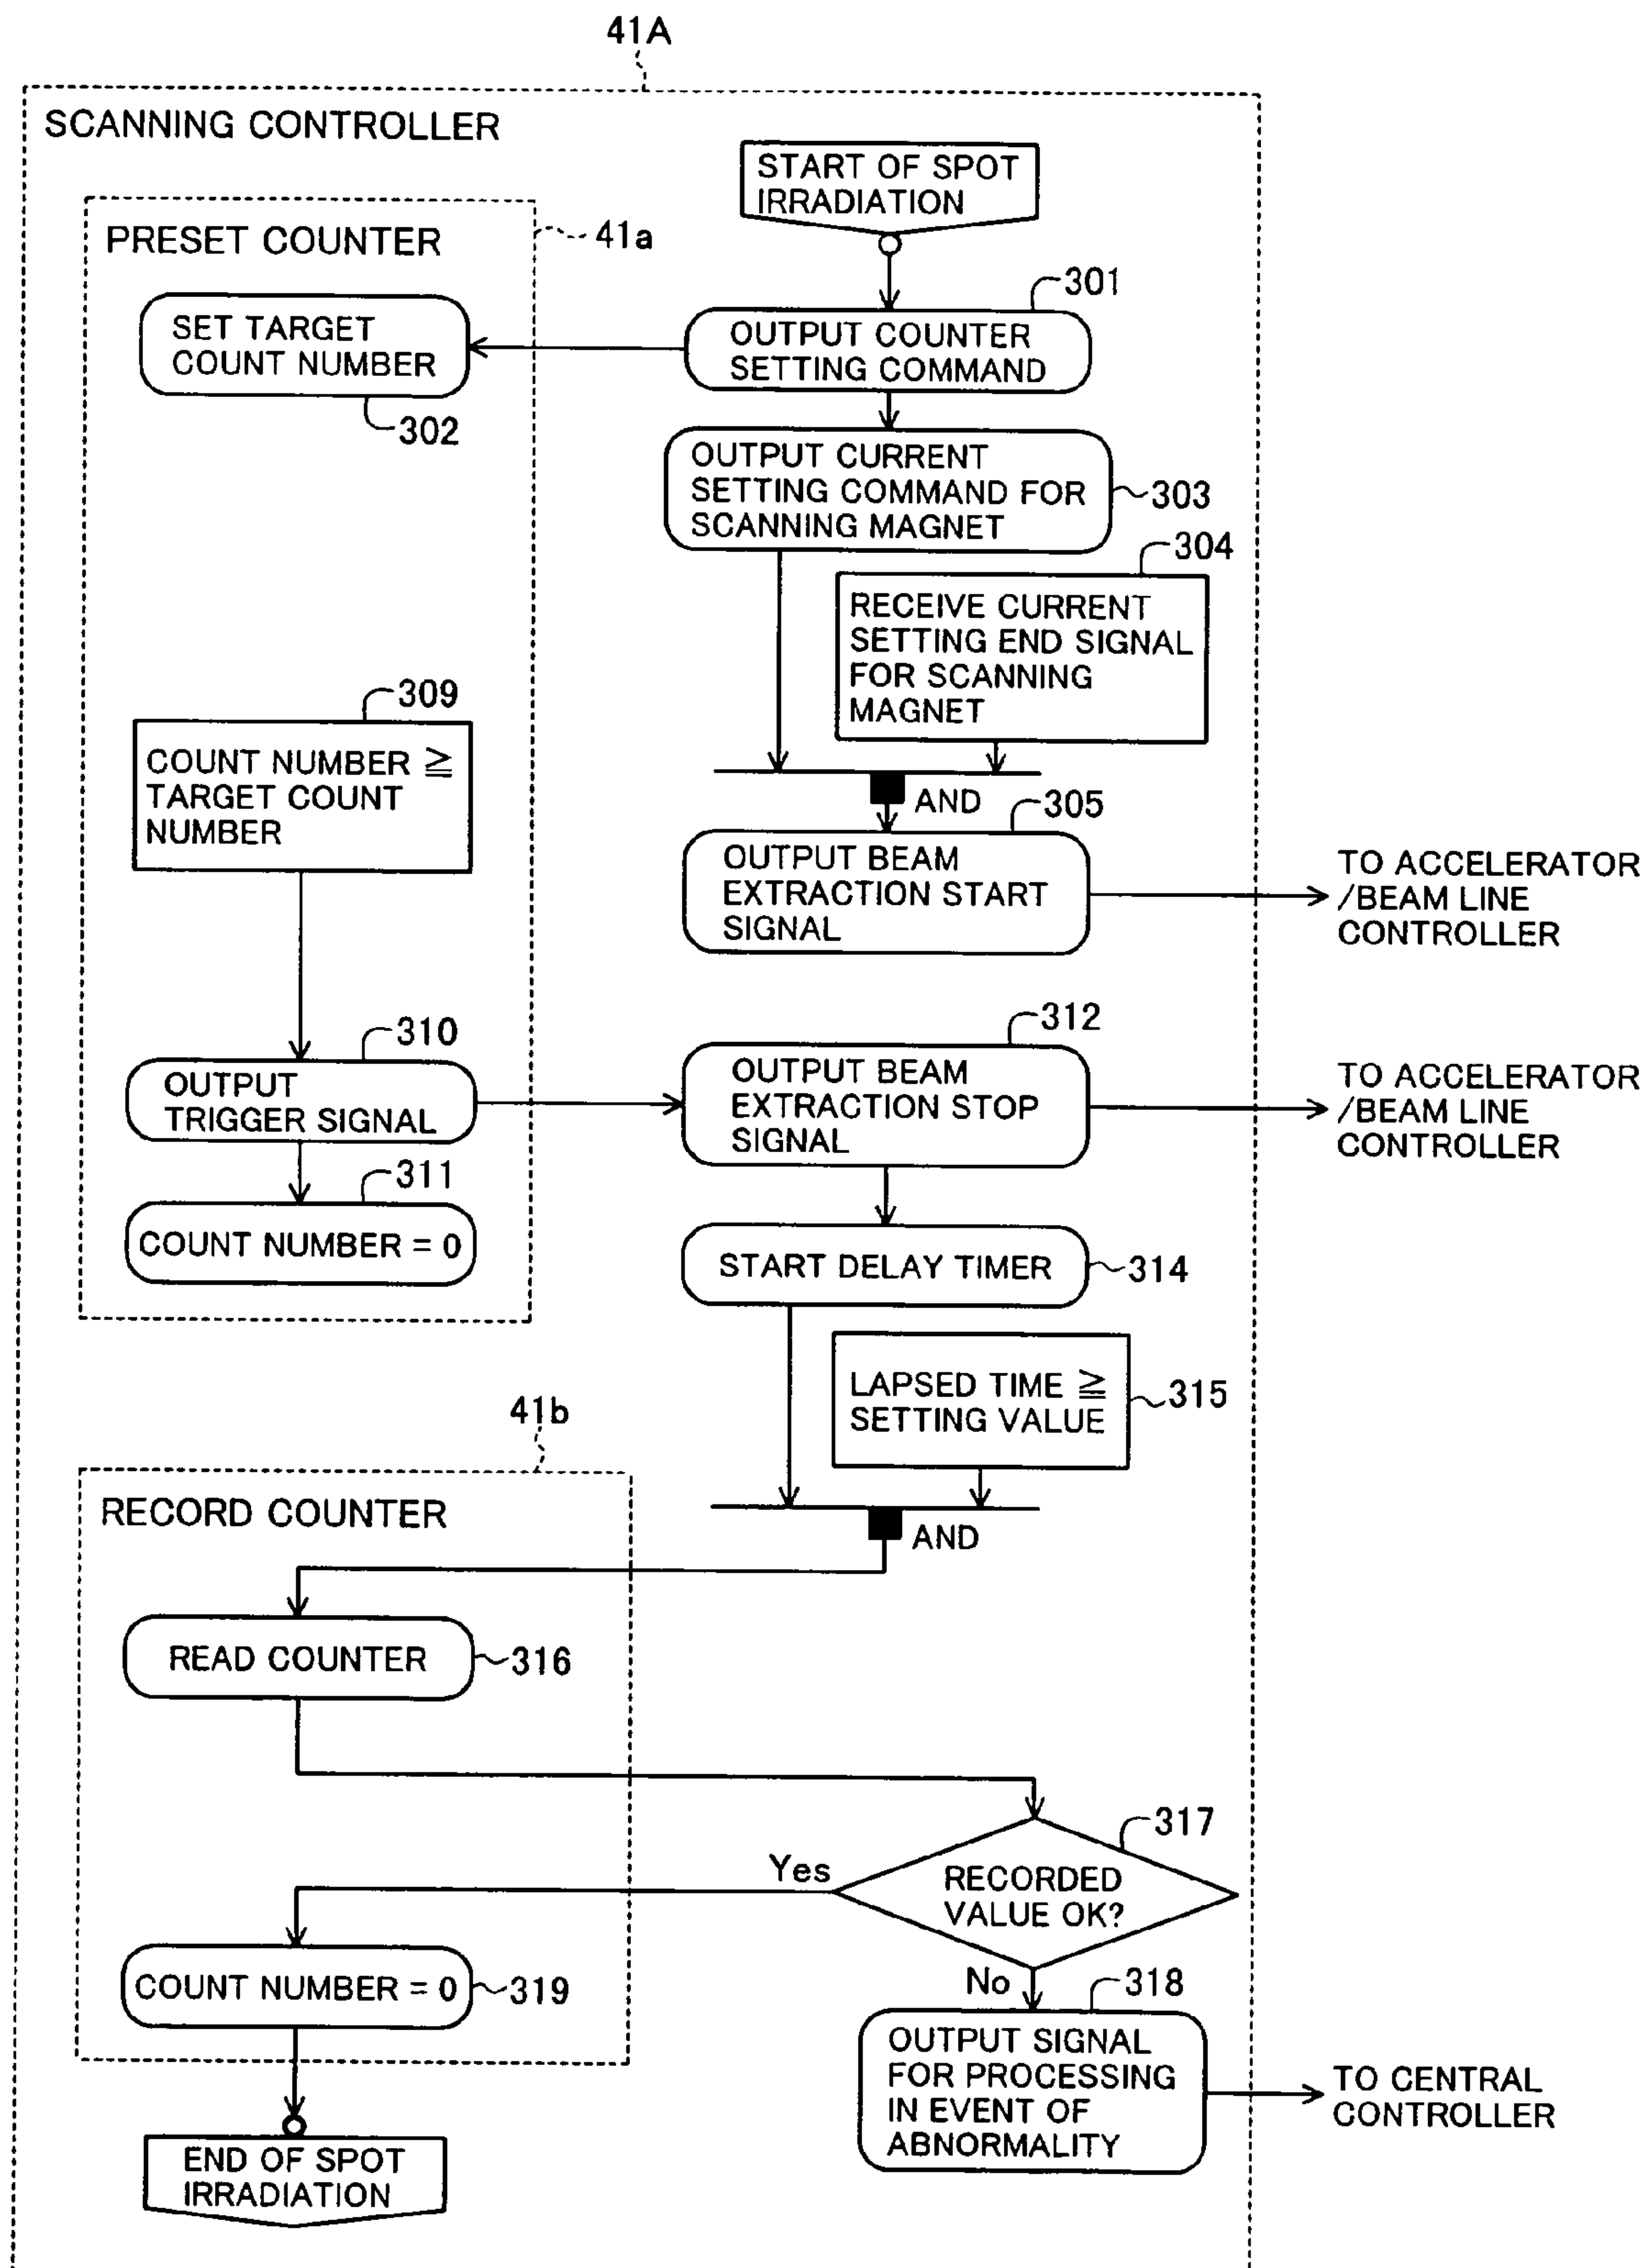 41A
SCANNING CONTROLLER
START OF SPOT
IRRADIATION
PRESET COUNTER
41a
301
SET TARGET
COUNT NUMBER
302
OUTPUT COUNTER
SETTING COMMAND
OUTPUT CURRENT
SETTING COMMAND FOR
SCANNING MAGNET
303
304
RECEIVE CURRENT
SETTING END SIGNAL
FOR SCANNING
MAGNET
309
COUNT NUMBER ≧
TARGET COUNT
NUMBER
AND
305
OUTPUT BEAM
EXTRACTION START
SIGNAL
TO ACCELERATOR
/BEAM LINE
CONTROLLER
310
OUTPUT
TRIGGER SIGNAL
312
OUTPUT BEAM
EXTRACTION STOP
SIGNAL
TO ACCELERATOR
/BEAM LINE
CONTROLLER
311
COUNT NUMBER = 0
START DELAY TIMER
314
LAPSED TIME ≧
SETTING VALUE
315
41b
RECORD COUNTER
AND
READ COUNTER
316
317
RECORDED
VALUE OK?
Yes
No
COUNT NUMBER = 0
319
318
OUTPUT SIGNAL
FOR PROCESSING
IN EVENT OF
ABNORMALITY
TO CENTRAL
CONTROLLER
END OF SPOT
IRRADIATION